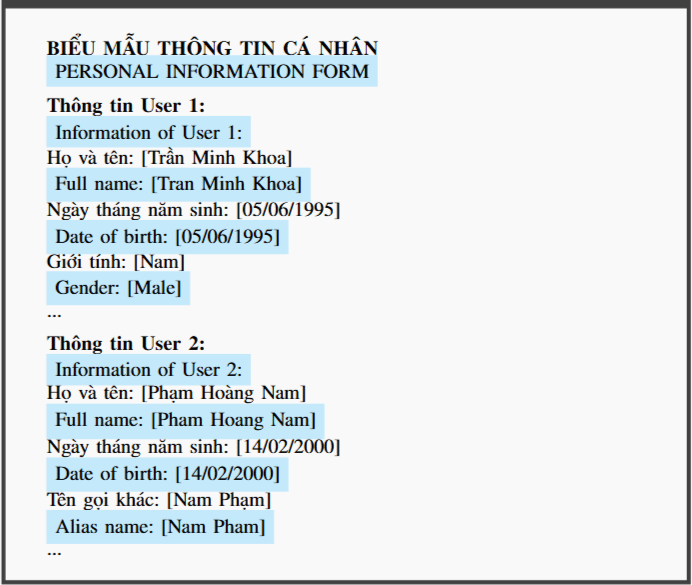 BIỂU MẪU THÔNG TIN CÁ NHÂN
PERSONAL INFORMATION FORM
Thông tin User 1:
Information of User 1:
Họ và tên: [Trần Minh Khoa]
Full name: [Tran Minh Khoa]
Ngày tháng năm sinh: [05/06/1995]
Date of birth: [05/06/1995]
Giới tính: [Nam]
Gender: [Male]
...
Thông tin User 2:
Information of User 2:
Họ và tên: [Phạm Hoàng Nam]
Full name: [Pham Hoang Nam]
Ngày tháng năm sinh: [14/02/2000]
Date of birth: [14/02/2000]
Tên gọi khác: [Nam Phạm]
Alias name: [Nam Pham]
...